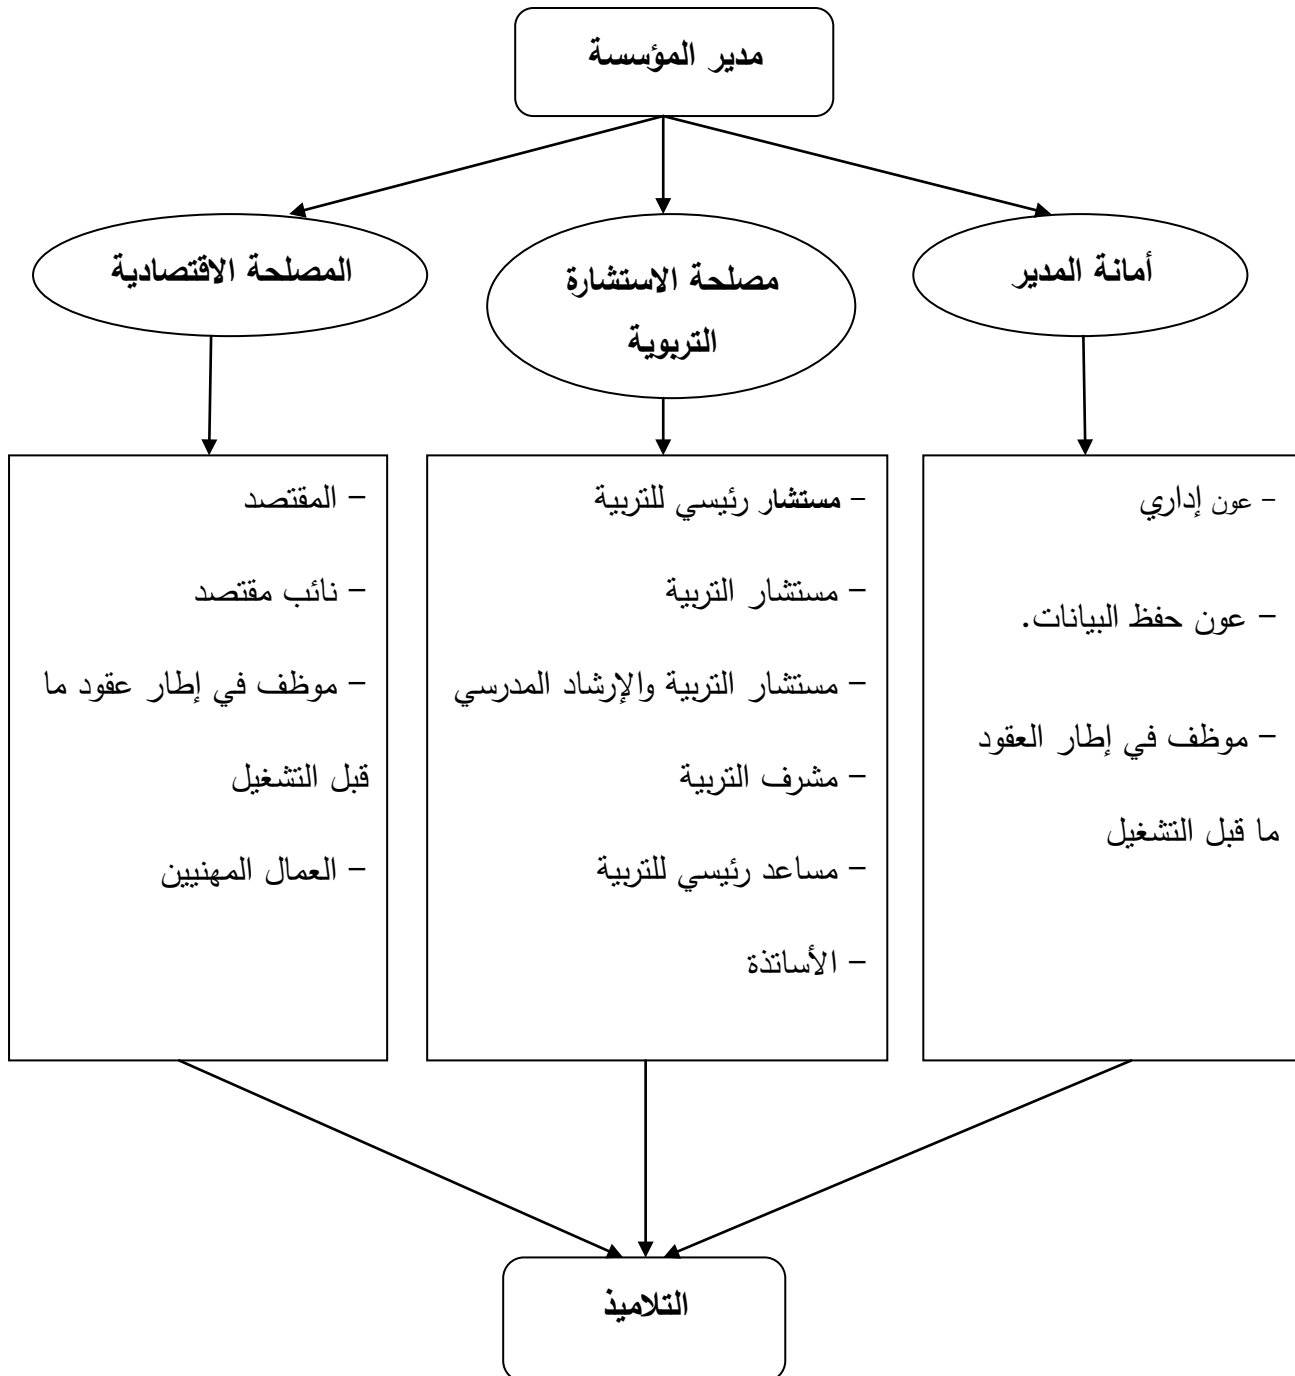 مدير المؤسسة
أمانة المدير
مصلحة الاستشارة
التربوية
المصلحة الاقتصادية
- عون إداري
- عون حفظ البيانات.
- موظف في إطار العقود
ما قبل التشغيل
- مستشار رئيسي للتربية
- مستشار التربية
- مستشار التربية والإرشاد المدرسي
- مشرف التربية
- مساعد رئيسي للتربية
- الأساتذة
- المقتصد
- نائب مقتصد
- موظف في إطار عقود ما
قبل التشغيل
- العمال المهنيين
التلاميذ